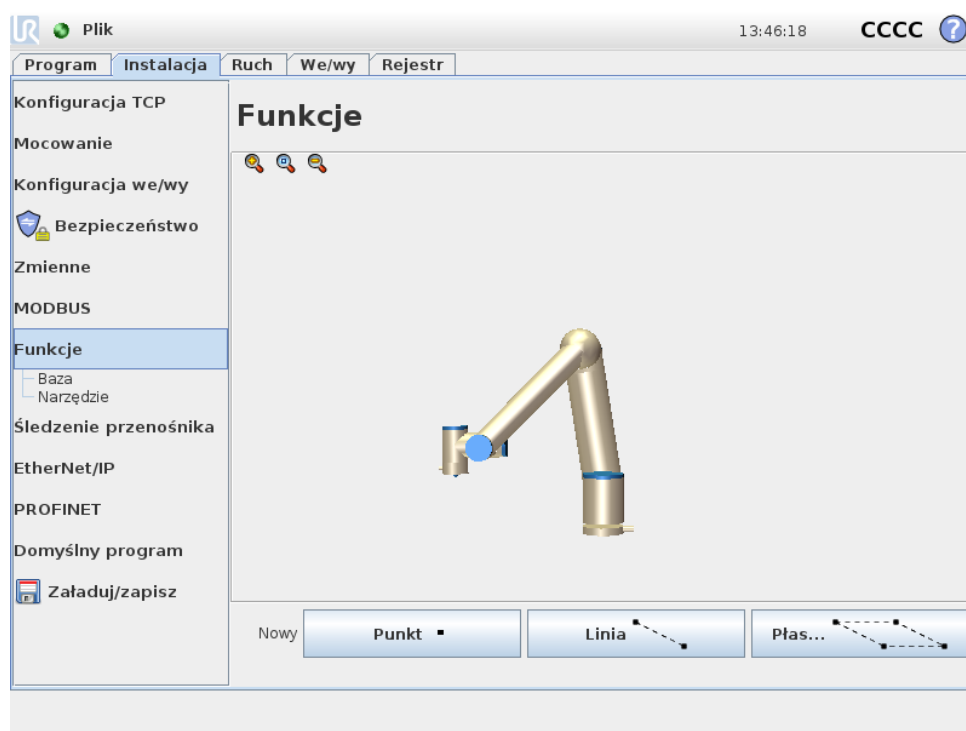 UR Plik 13:46:18 CCCC ?
Program Instalacja Ruch We/wy Rejestr
Konfiguracja TCP
Mocowanie
Konfiguracja we/wy
Bezpieczeństwo
Zmienne
MODBUS
Funkcje
Baza
Narzędzie
Śledzenie przenośnika
EtherNet/IP
PROFINET
Domyślny program
Załaduj/zapisz
Funkcje
Nowy Punkt Linia Płas...